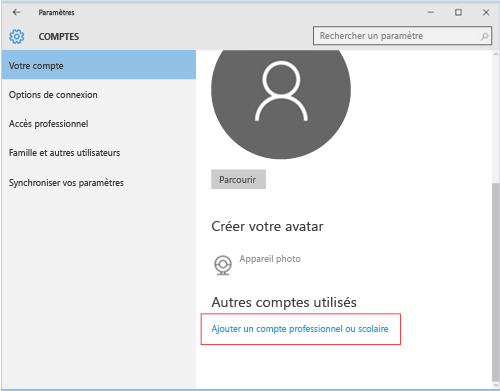 Paramètres
COMPTES
Rechercher un paramètre
Votre compte
Options de connexion
Accès professionnel
Famille et autres utilisateurs
Synchroniser vos paramètres
Parcourir
Créer votre avatar
Appareil photo
Autres comptes utilisés
Ajouter un compte professionnel ou scolaire